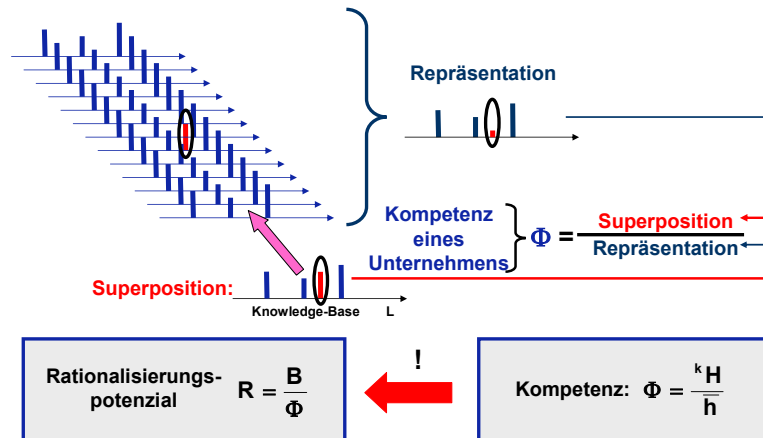 Repräsentation
Kompetenz
eines
Unternehmens
Φ =
Superposition
Repräsentation
Superposition:
Knowledge-Base L
!
Rationalisierungs-
potenzial
R = B/Φ
Kompetenz: Φ = ᵏH/h̅